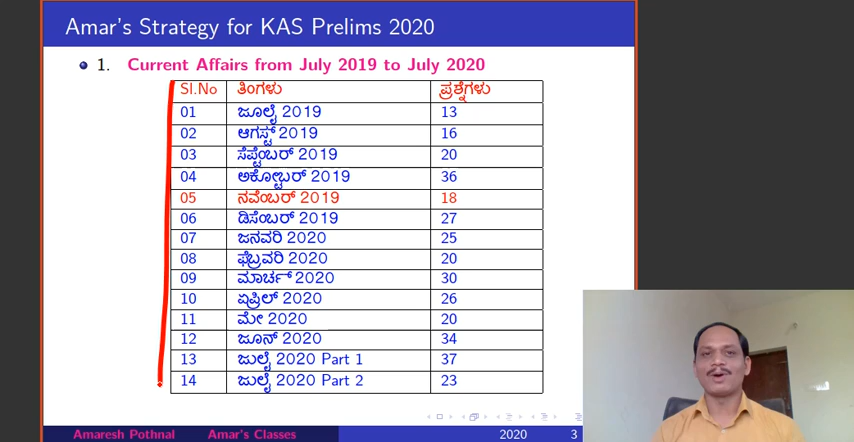 Amar's Strategy for KAS Prelims 2020
1. Current Affairs from July 2019 to July 2020
Sl.No ತಿಂಗಳು ಪ್ರಶ್ನೆಗಳು
01 ಜೂಲೈ 2019 13
02 ಆಗಸ್ಟ್ 2019 16
03 ಸೆಪ್ಟೆಂಬರ್ 2019 20
04 ಅಕ್ಟೋಬರ್ 2019 36
05 ನವೆಂಬರ್ 2019 18
06 ಡಿಸೆಂಬರ್ 2019 27
07 ಜನವರಿ 2020 25
08 ಫೆಬ್ರವರಿ 2020 20
09 ಮಾರ್ಚ್ 2020 30
10 ಏಪ್ರಿಲ್ 2020 26
11 ಮೇ 2020 20
12 ಜೂನ್ 2020 34
13 ಜುಲೈ 2020 Part 1 37
14 ಜುಲೈ 2020 Part 2 23
Amaresh Pothnal Amar's Classes 2020 3